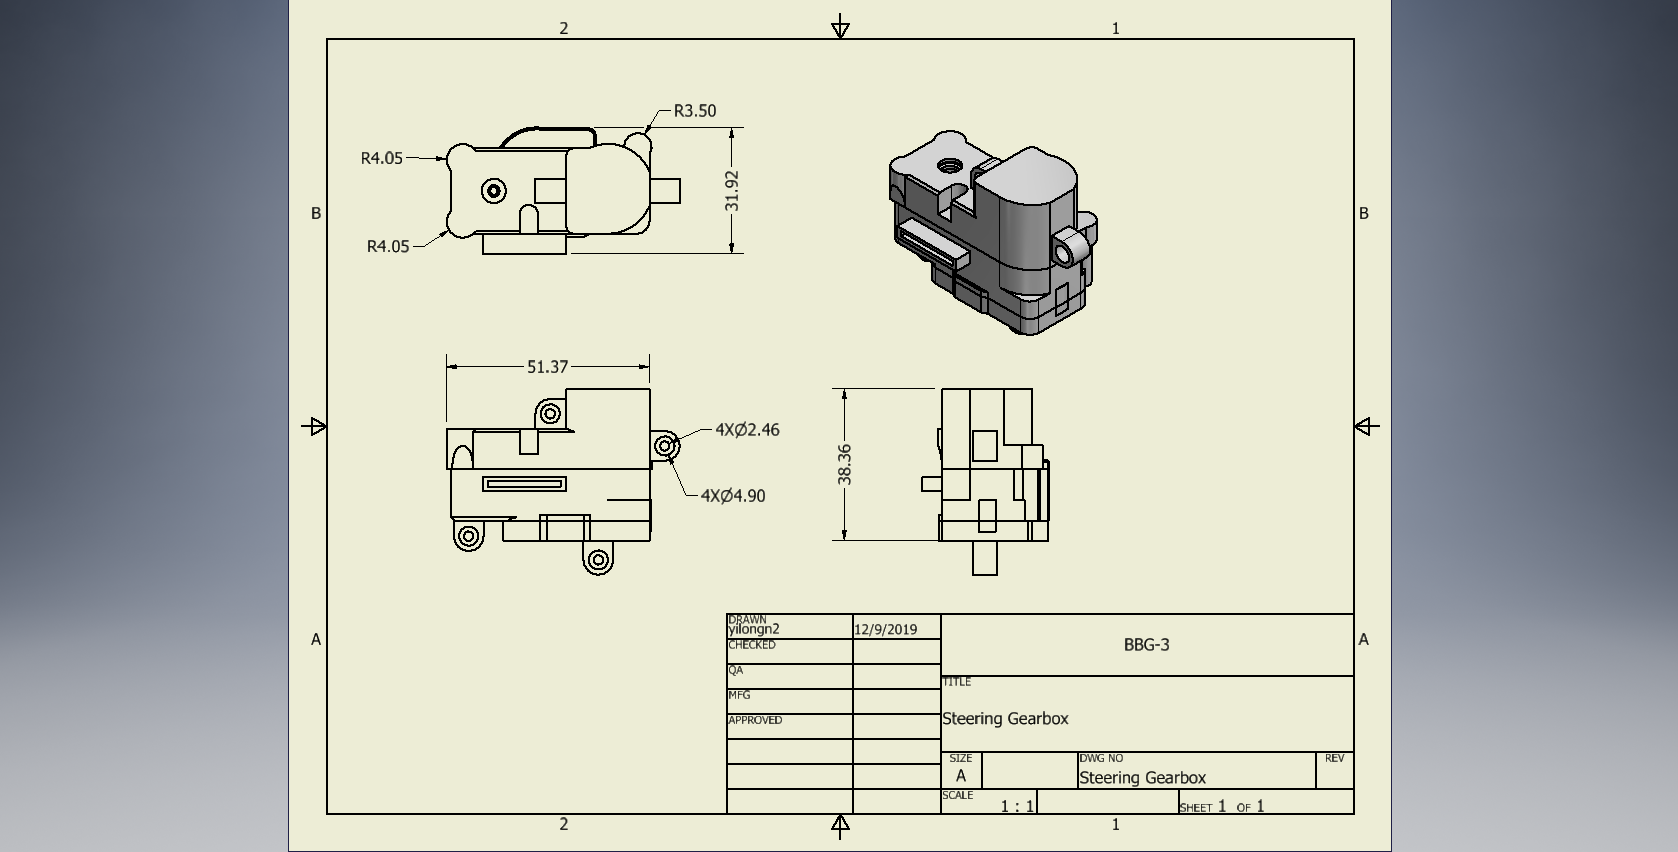 2
1
R3.50
R4.05
31.92
B
B
R4.05
51.37
4XØ2.46
38.36
4XØ4.90
DRAWN
yilongn2
12/9/2019
CHECKED
BBG-3
A
A
QA
TITLE
MFG
Steering Gearbox
APPROVED
SIZE
DWG NO
REV
A
Steering Gearbox
SCALE
1 : 1
SHEET 1 OF 1
2
1